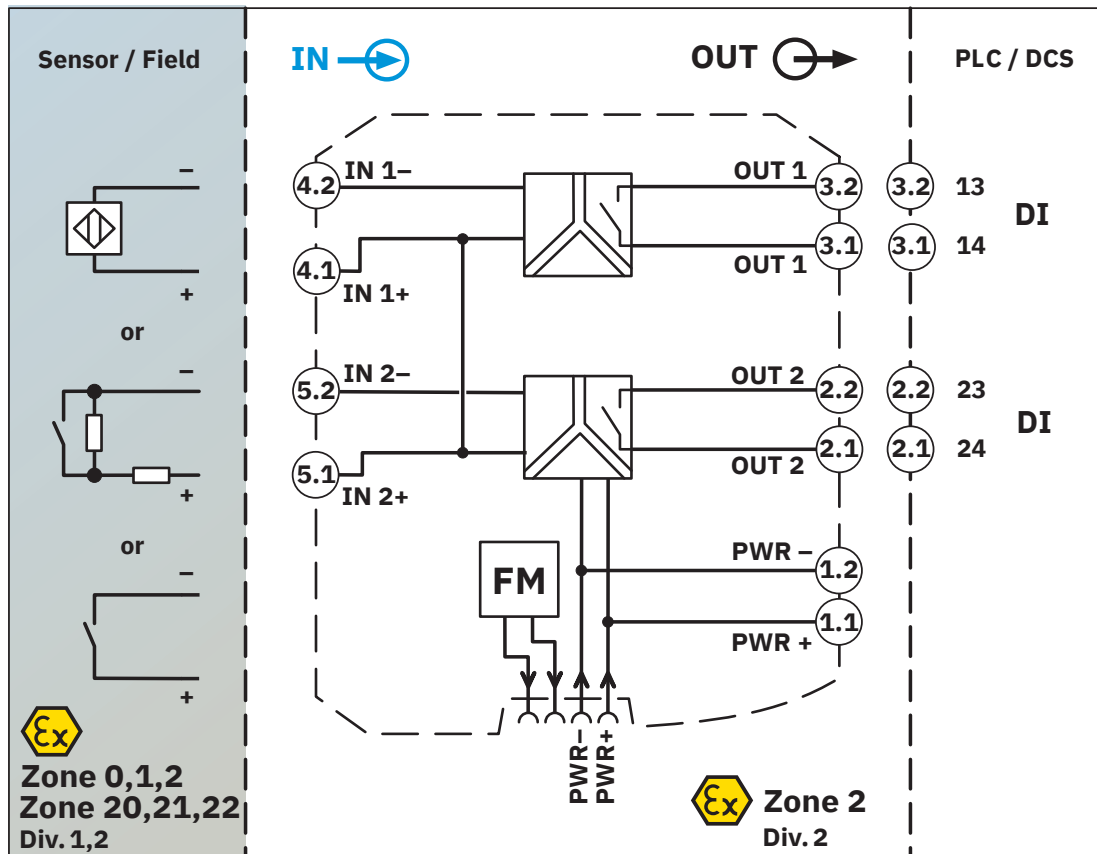 Sensor / Field
IN
OUT
PLC / DCS
–
+
or
–
+
or
–
+
4.2
IN 1–
OUT 1
3.2
3.2
13
DI
4.1
IN 1+
OUT 1
3.1
3.1
14
5.2
IN 2–
OUT 2
2.2
2.2
23
DI
5.1
IN 2+
OUT 2
2.1
2.1
24
FM
PWR –
1.2
1.1
PWR +
PWR–
PWR+
Ex
Zone 0,1,2
Zone 20,21,22
Div. 1,2
Ex
Zone 2
Div. 2